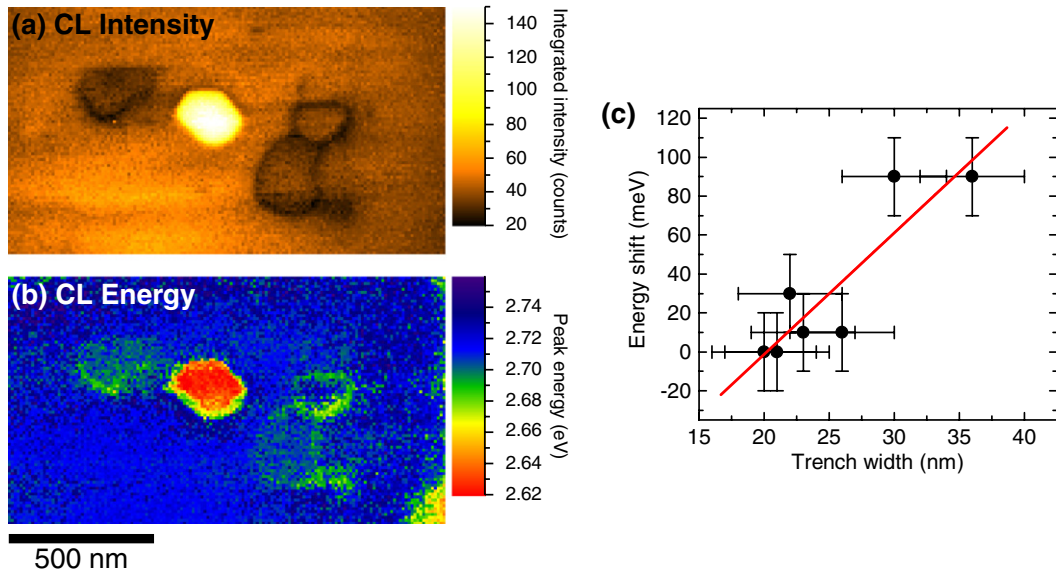 (a) CL Intensity
140
120
100
80
60
40
20
Integrated intensity (counts)
(b) CL Energy
2.74
2.72
2.70
2.68
2.66
2.64
2.62
Peak energy (eV)
500 nm
(c)
120
100
80
60
40
20
0
-20
Energy shift (meV)
15 20 25 30 35 40
Trench width (nm)